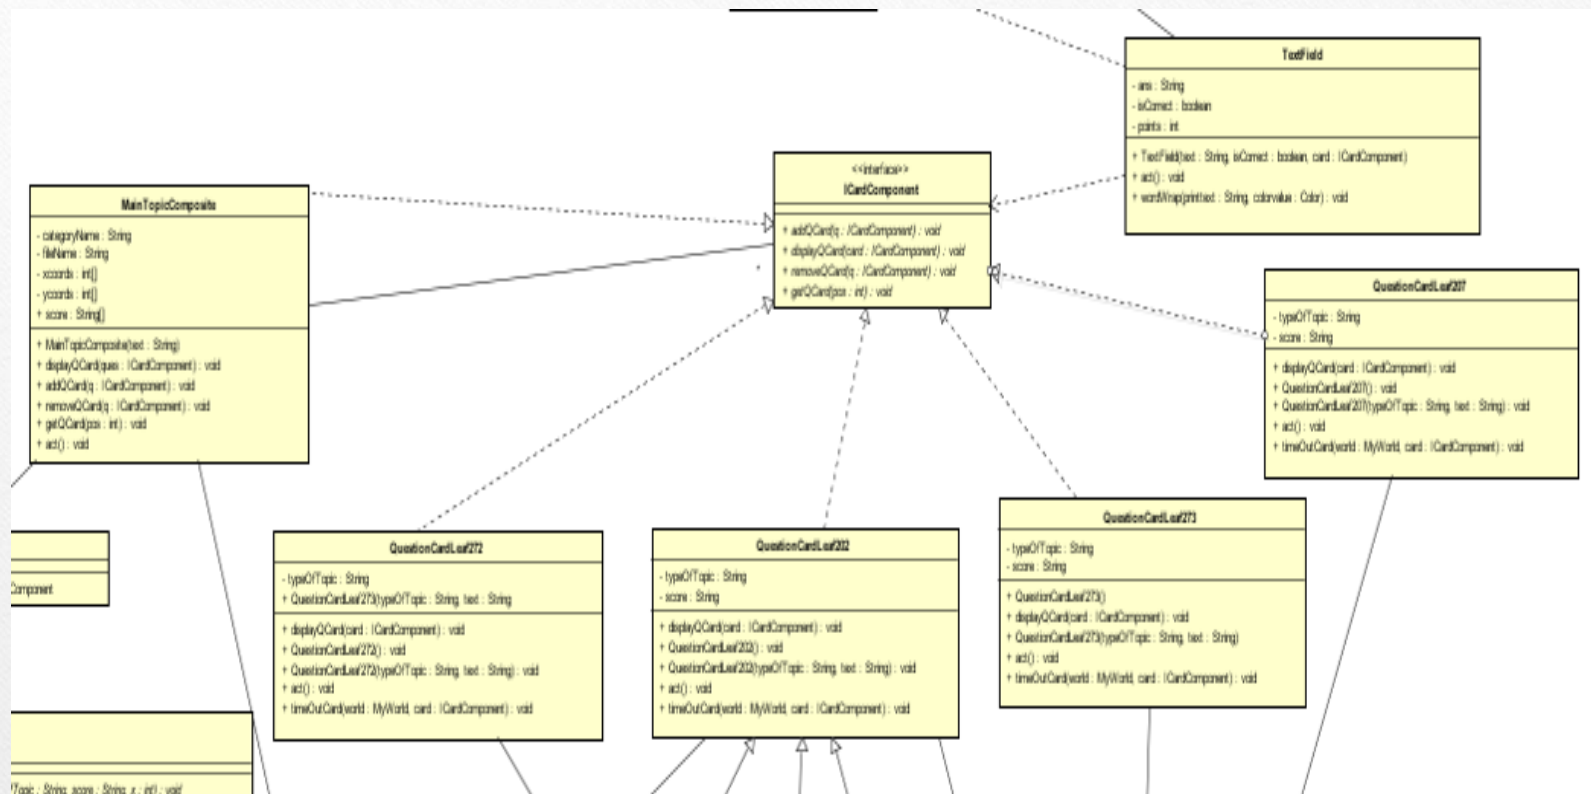 TextField
- ans : String
- isCorrect : boolean
- points : int
+ TextField(text : String, isCorrect : boolean, card : ICardComponent)
+ act() : void
+ wordWrap(printtext : String, colorvalue : Color) : void
<<interface>>
ICardComponent
+ addQCard(q : ICardComponent) : void
+ displayQCard(card : ICardComponent) : void
+ removeQCard(q : ICardComponent) : void
+ getQCard(pos : int) : void
*
MainTopicComposite
- categoryName : String
- fileName : String
- xcoords : int[]
- ycoords : int[]
+ score : String[]
+ MainTopicComposite(text : String)
+ displayQCard(ques : ICardComponent) : void
+ addQCard(q : ICardComponent) : void
+ removeQCard(q : ICardComponent) : void
+ getQCard(pos : int) : void
+ act() : void
QuestionCardLeaf207
- typeOfTopic : String
- score : String
+ displayQCard(card : ICardComponent) : void
+ QuestionCardLeaf207() : void
+ QuestionCardLeaf207(typeOfTopic : String, text : String) : void
+ act() : void
+ timeOutCard(world : MyWorld, card : ICardComponent) : void
Component
QuestionCardLeaf272
- typeOfTopic : String
+ QuestionCardLeaf273(typeOfTopic : String, text : String
+ displayQCard(card : ICardComponent) : void
+ QuestionCardLeaf272() : void
+ QuestionCardLeaf272(typeOfTopic : String, text : String) : void
+ act() : void
+ timeOutCard(world : MyWorld, card : ICardComponent) : void
QuestionCardLeaf202
- typeOfTopic : String
- score : String
+ displayQCard(card : ICardComponent) : void
+ QuestionCardLeaf202() : void
+ QuestionCardLeaf202(typeOfTopic : String, text : String) : void
+ act() : void
+ timeOutCard(world : MyWorld, card : ICardComponent) : void
QuestionCardLeaf273
- typeOfTopic : String
- score : String
+ QuestionCardLeaf273()
+ displayQCard(card : ICardComponent) : void
+ QuestionCardLeaf273(typeOfTopic : String, text : String)
+ act() : void
+ timeOutCard(world : MyWorld, card : ICardComponent) : void
Topic : String, score : String, x : int) : void